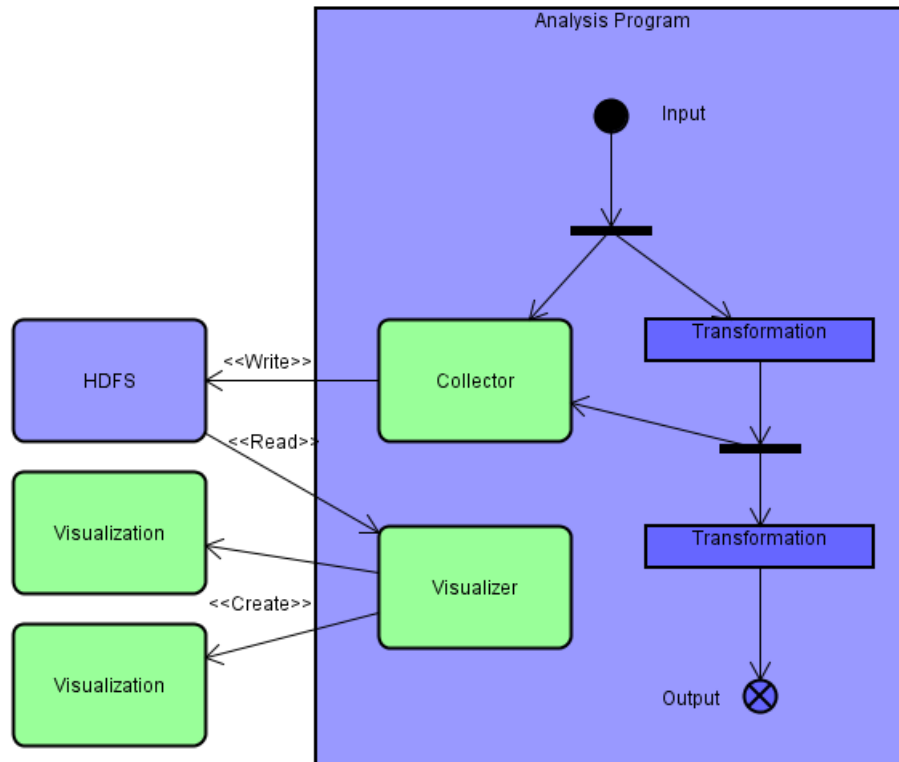 Analysis Program
Input
Transformation
<<Write>>
HDFS
Collector
<<Read>>
Visualization
Transformation
Visualizer
<<Create>>
Visualization
Output